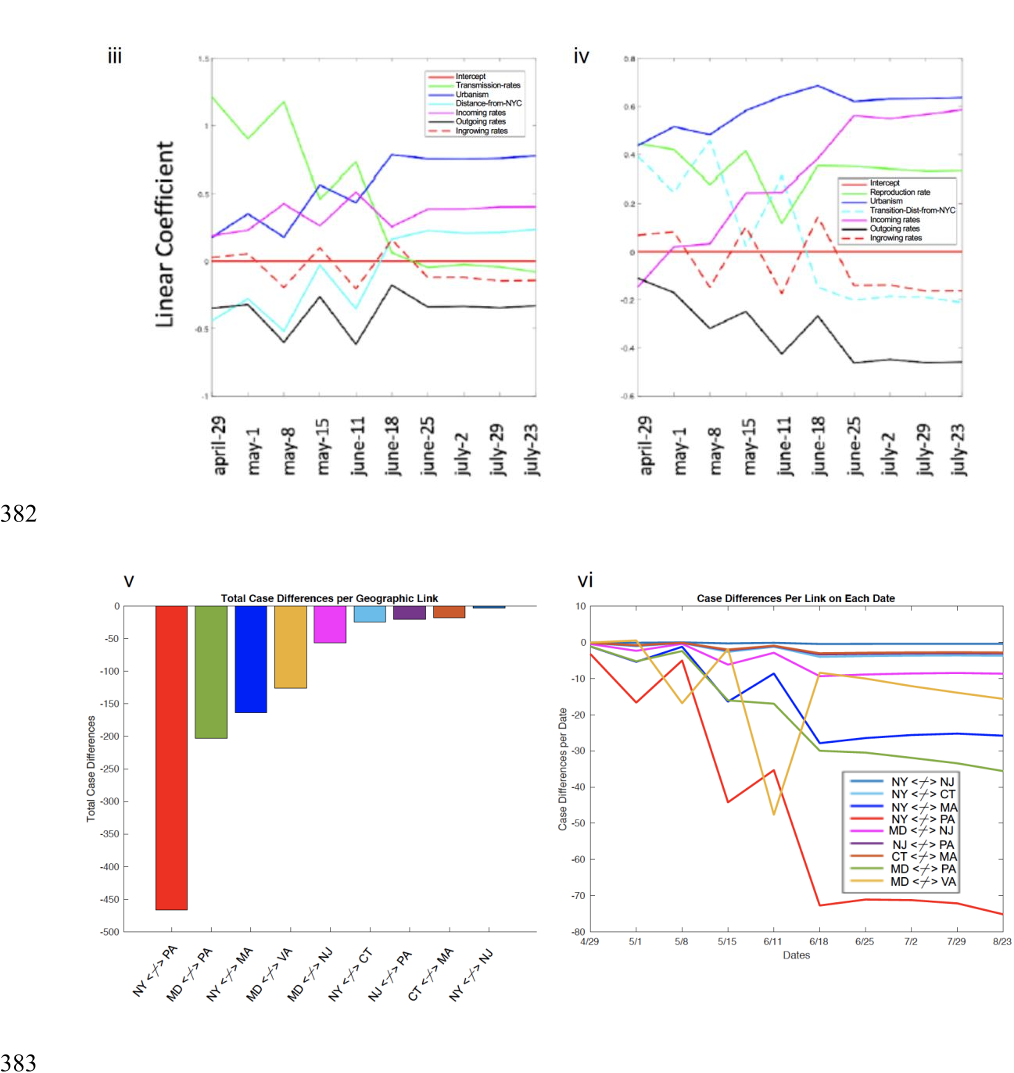 iii
1.5
1
0.5
0
-0.5
-1
Linear Coefficient
Intercept
Transmission-rates
Urbanism
Distance-from-NYC
Incoming rates
Outgoing rates
Ingrowing rates
april-29
may-1
may-8
may-15
june-11
june-18
june-25
july-2
july-29
july-23
iv
0.8
0.6
0.4
0.2
0
-0.2
-0.4
-0.6
Intercept
Reproduction rate
Urbanism
Transition-Dist-from-NYC
Incoming rates
Outgoing rates
Ingrowing rates
april-29
may-1
may-8
may-15
june-11
june-18
june-25
july-2
july-29
july-23
382
v
Total Case Differences per Geographic Link
0
-50
-100
-150
-200
-250
-300
-350
-400
-450
-500
Total Case Differences
NY <-/-> PA
MD <-/-> PA
NY <-/-> MA
MD <-/-> VA
MD <-/-> NJ
NY <-/-> CT
NJ <-/-> PA
CT <-/-> MA
NY <-/-> NJ
vi
Case Differences Per Link on Each Date
10
0
-10
-20
-30
-40
-50
-60
-70
-80
Case Differences per Date
NY <-/-> NJ
NY <-/-> CT
NY <-/-> MA
NY <-/-> PA
MD <-/-> NJ
NJ <-/-> PA
CT <-/-> MA
MD <-/-> PA
MD <-/-> VA
4/29 5/1 5/8 5/15 6/11 6/18 6/25 7/2 7/29 8/23
Dates
383